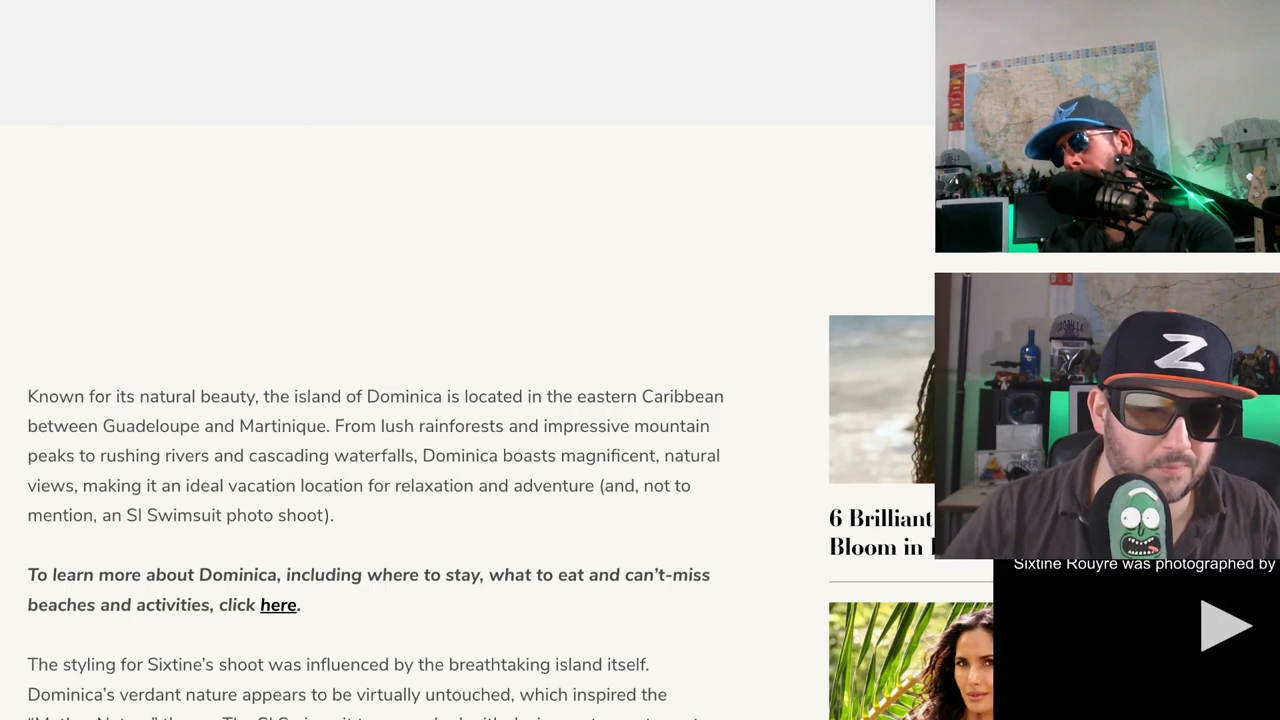 Known for its natural beauty, the island of Dominica is located in the eastern Caribbean
between Guadeloupe and Martinique. From lush rainforests and impressive mountain
peaks to rushing rivers and cascading waterfalls, Dominica boasts magnificent, natural
views, making it an ideal vacation location for relaxation and adventure (and, not to
mention, an SI Swimsuit photo shoot).
To learn more about Dominica, including where to stay, what to eat and can’t-miss
beaches and activities, click here.
The styling for Sixtine’s shoot was influenced by the breathtaking island itself.
Dominica’s verdant nature appears to be virtually untouched, which inspired the
6 Brilliant
Bloom in
Z
Sixtine Rouyre was photographed by